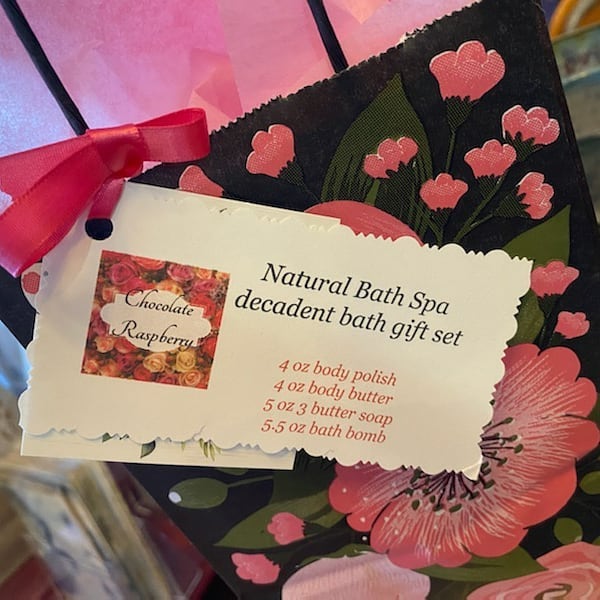 Chocolate
Raspberry
Natural Bath Spa
decadent bath gift set
4 oz body polish
4 oz body butter
5 oz 3 butter soap
5.5 oz bath bomb